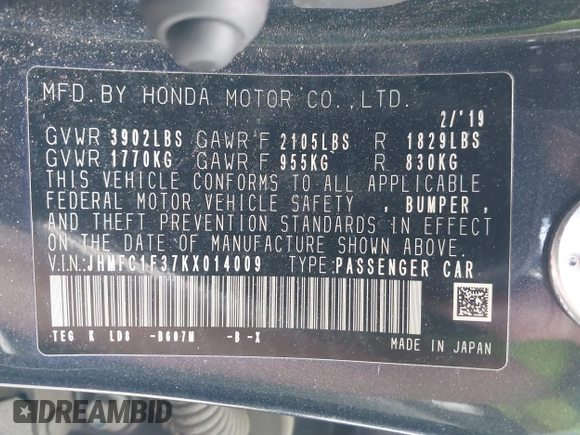 MFD.BY HONDA MOTOR CO.,LTD.
2/'19
GVWR 3902LBS GAWR F 2105LBS R 1829LBS
GVWR 1770KG GAWR F 955KG R 830KG
THIS VEHICLE CONFORMS TO ALL APPLICABLE
FEDERAL MOTOR VEHICLE SAFETY , BUMPER ,
AND THEFT PREVENTION STANDARDS IN EFFECT
ON THE DATE OF MANUFACTURE SHOWN ABOVE.
V.I.N:JHMFC1F37KX014009 TYPE:PASSENGER CAR
TEG K LD8 -B607M -B -X
MADE IN JAPAN
DREAMBID